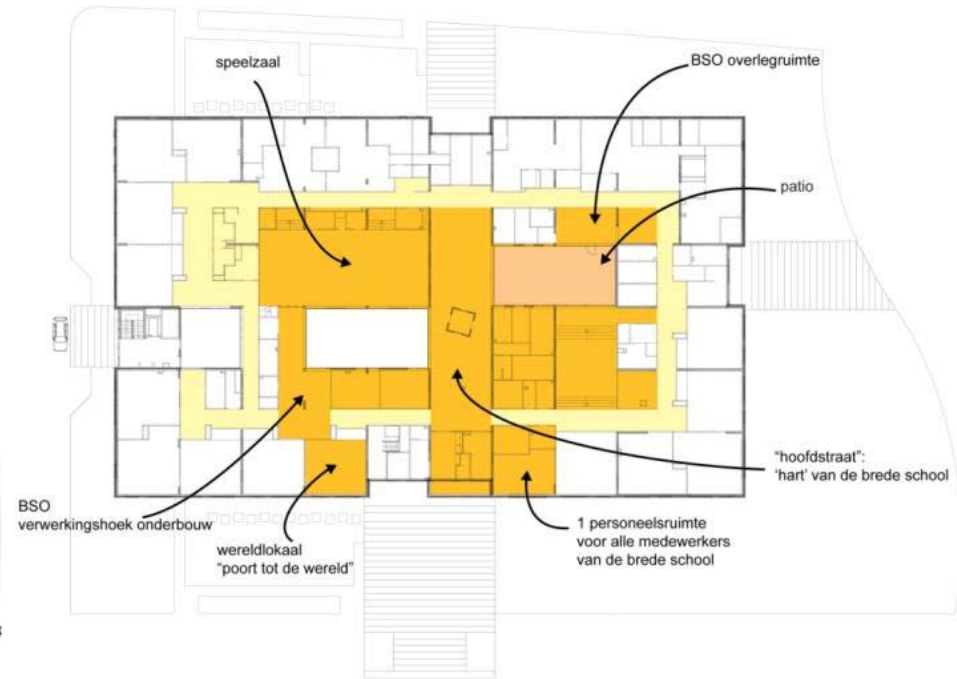 speelzaal
BSO overlegruimte
patio
"hoofdstraat":
'hart' van de brede school
BSO
verwerkingshoek onderbouw
wereldlokaal
"poort tot de wereld"
1 personeelsruimte
voor alle medewerkers
van de brede school